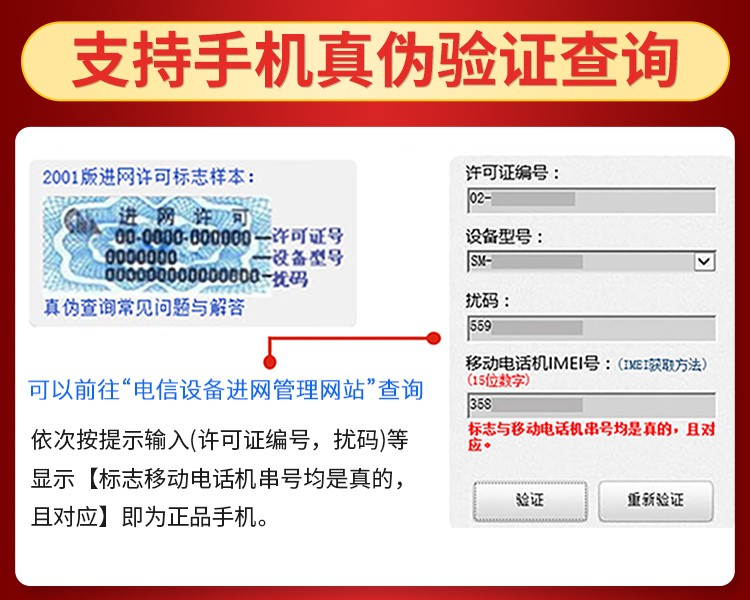 支持手机真伪验证查询
2001版进网许可标志样本：
进 网 许 可
00-0000-000000
许可证号
0000000
设备型号
000000000000000
扰码
真伪查询常见问题与解答
可以前往“电信设备进网管理网站”查询
依次按提示输入(许可证编号，扰码)等
显示【标志移动电话机串号均是真的，
且对应】即为正品手机。
许可证编号：
02-
设备型号：
SM-
扰码：
559
移动电话机IMEI号：(IMEI获取方法)
(15位数字)
358
标志与移动电话机串号均是真的，且对
应。
验证
重新验证